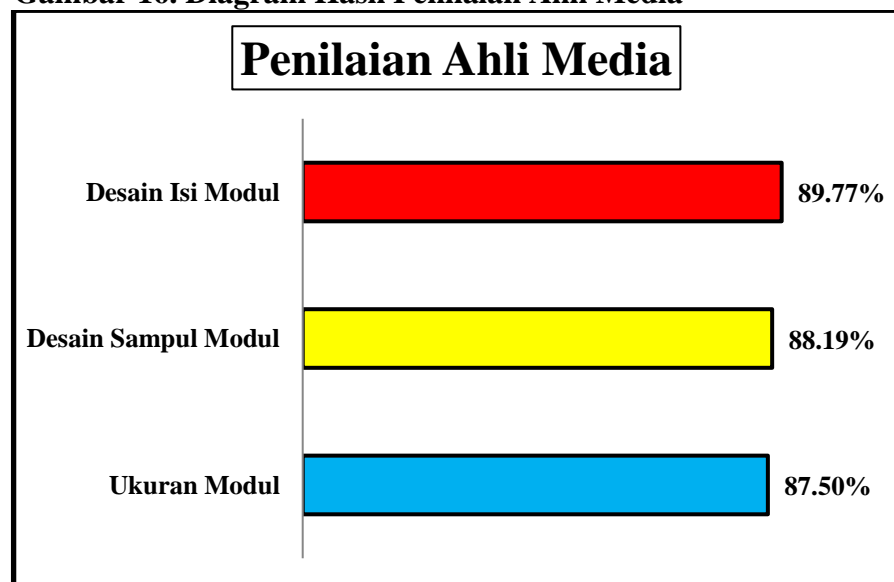 Penilaian Ahli Media
Desain Isi Modul
89.77%
Desain Sampul Modul
88.19%
Ukuran Modul
87.50%